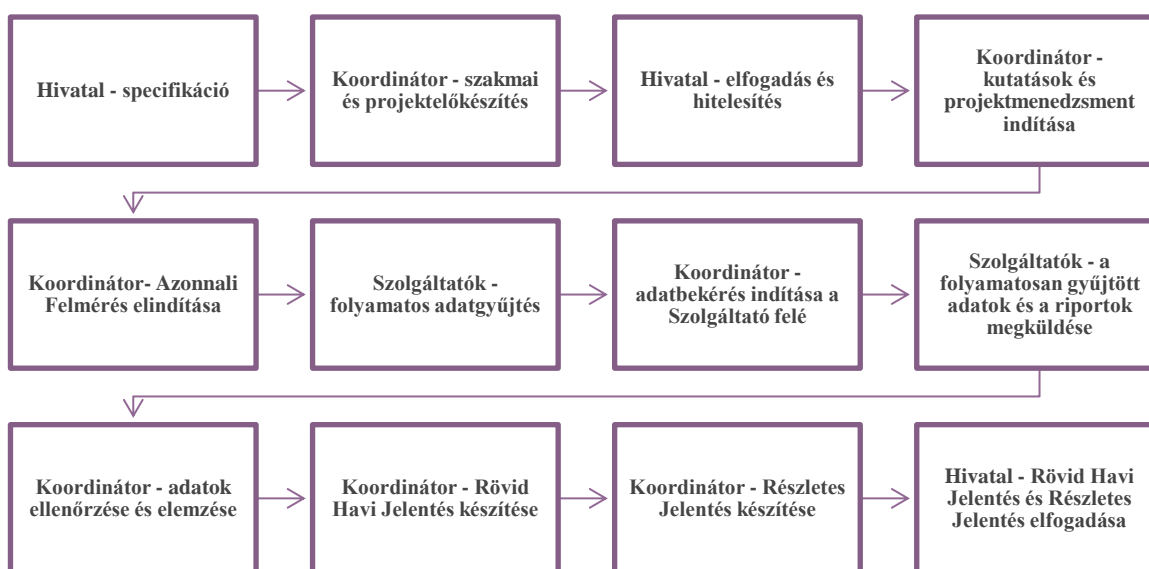 Hivatal - specifikáció
Koordinátor - szakmai
és projektelőkészítés
Hivatal - elfogadás és
hitelesítés
Koordinátor -
kutatások és
projektmenedzsment
indítása
Koordinátor- Azonnali
Felmérés elindítása
Szolgáltatók -
folyamatos adatgyűjtés
Koordinátor -
adatbekérés indítása a
Szolgáltató felé
Szolgáltatók - a
folyamatosan gyűjtött
adatok és a riportok
megküldése
Koordinátor - adatok
ellenőrzése és elemzése
Koordinátor - Rövid
Havi Jelentés készítése
Koordinátor - Részletes
Jelentés készítése
Hivatal - Rövid Havi
Jelentés és Részletes
Jelentés elfogadása